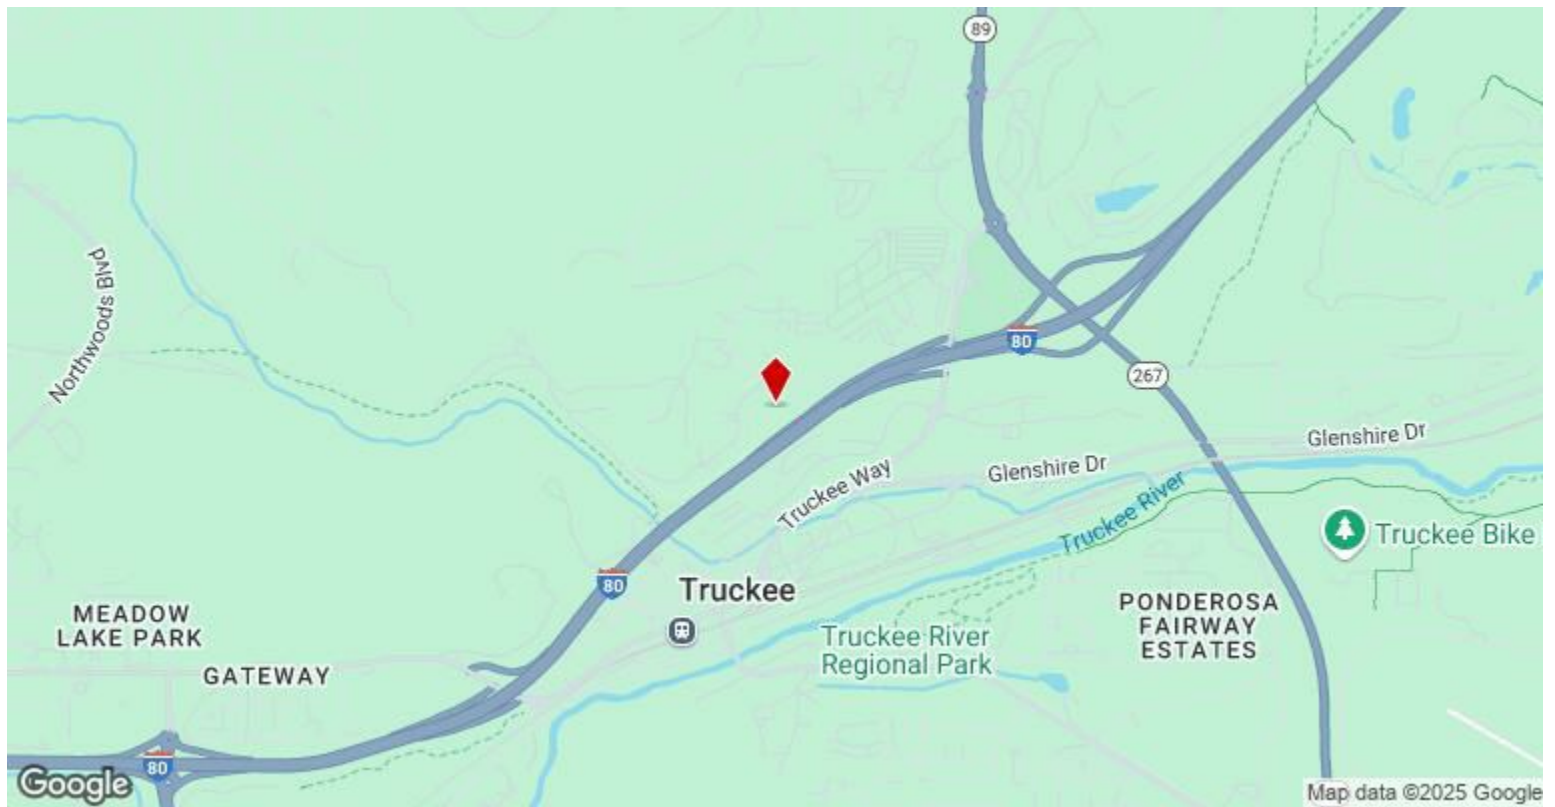 89
Northwoods Blvd
80
267
Glenshire Dr
Glenshire Dr
Truckee Way
Truckee River
Truckee Bike
80
Truckee
MEADOW
LAKE PARK
PONDEROSA
FAIRWAY
ESTATES
Truckee River
Regional Park
GATEWAY
80
Google
Map data ©2025 Google